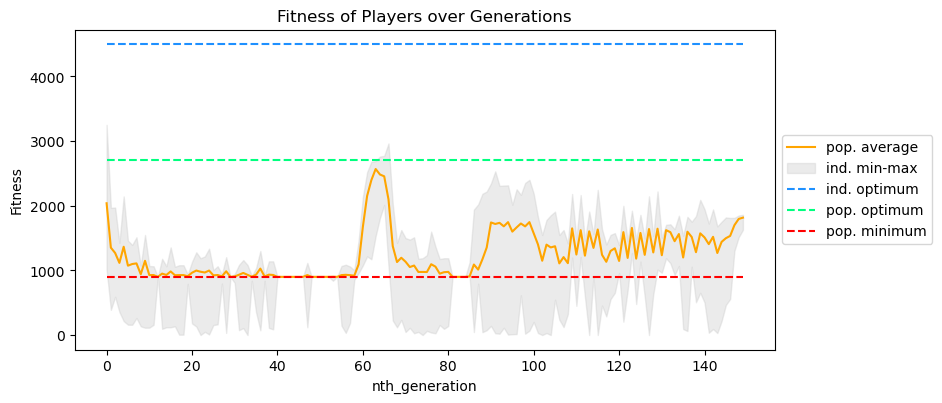 Fitness of Players over Generations
Fitness
4000
3000
2000
1000
0
0 20 40 60 80 100 120 140
nth_generation
pop. average
ind. min-max
ind. optimum
pop. optimum
pop. minimum